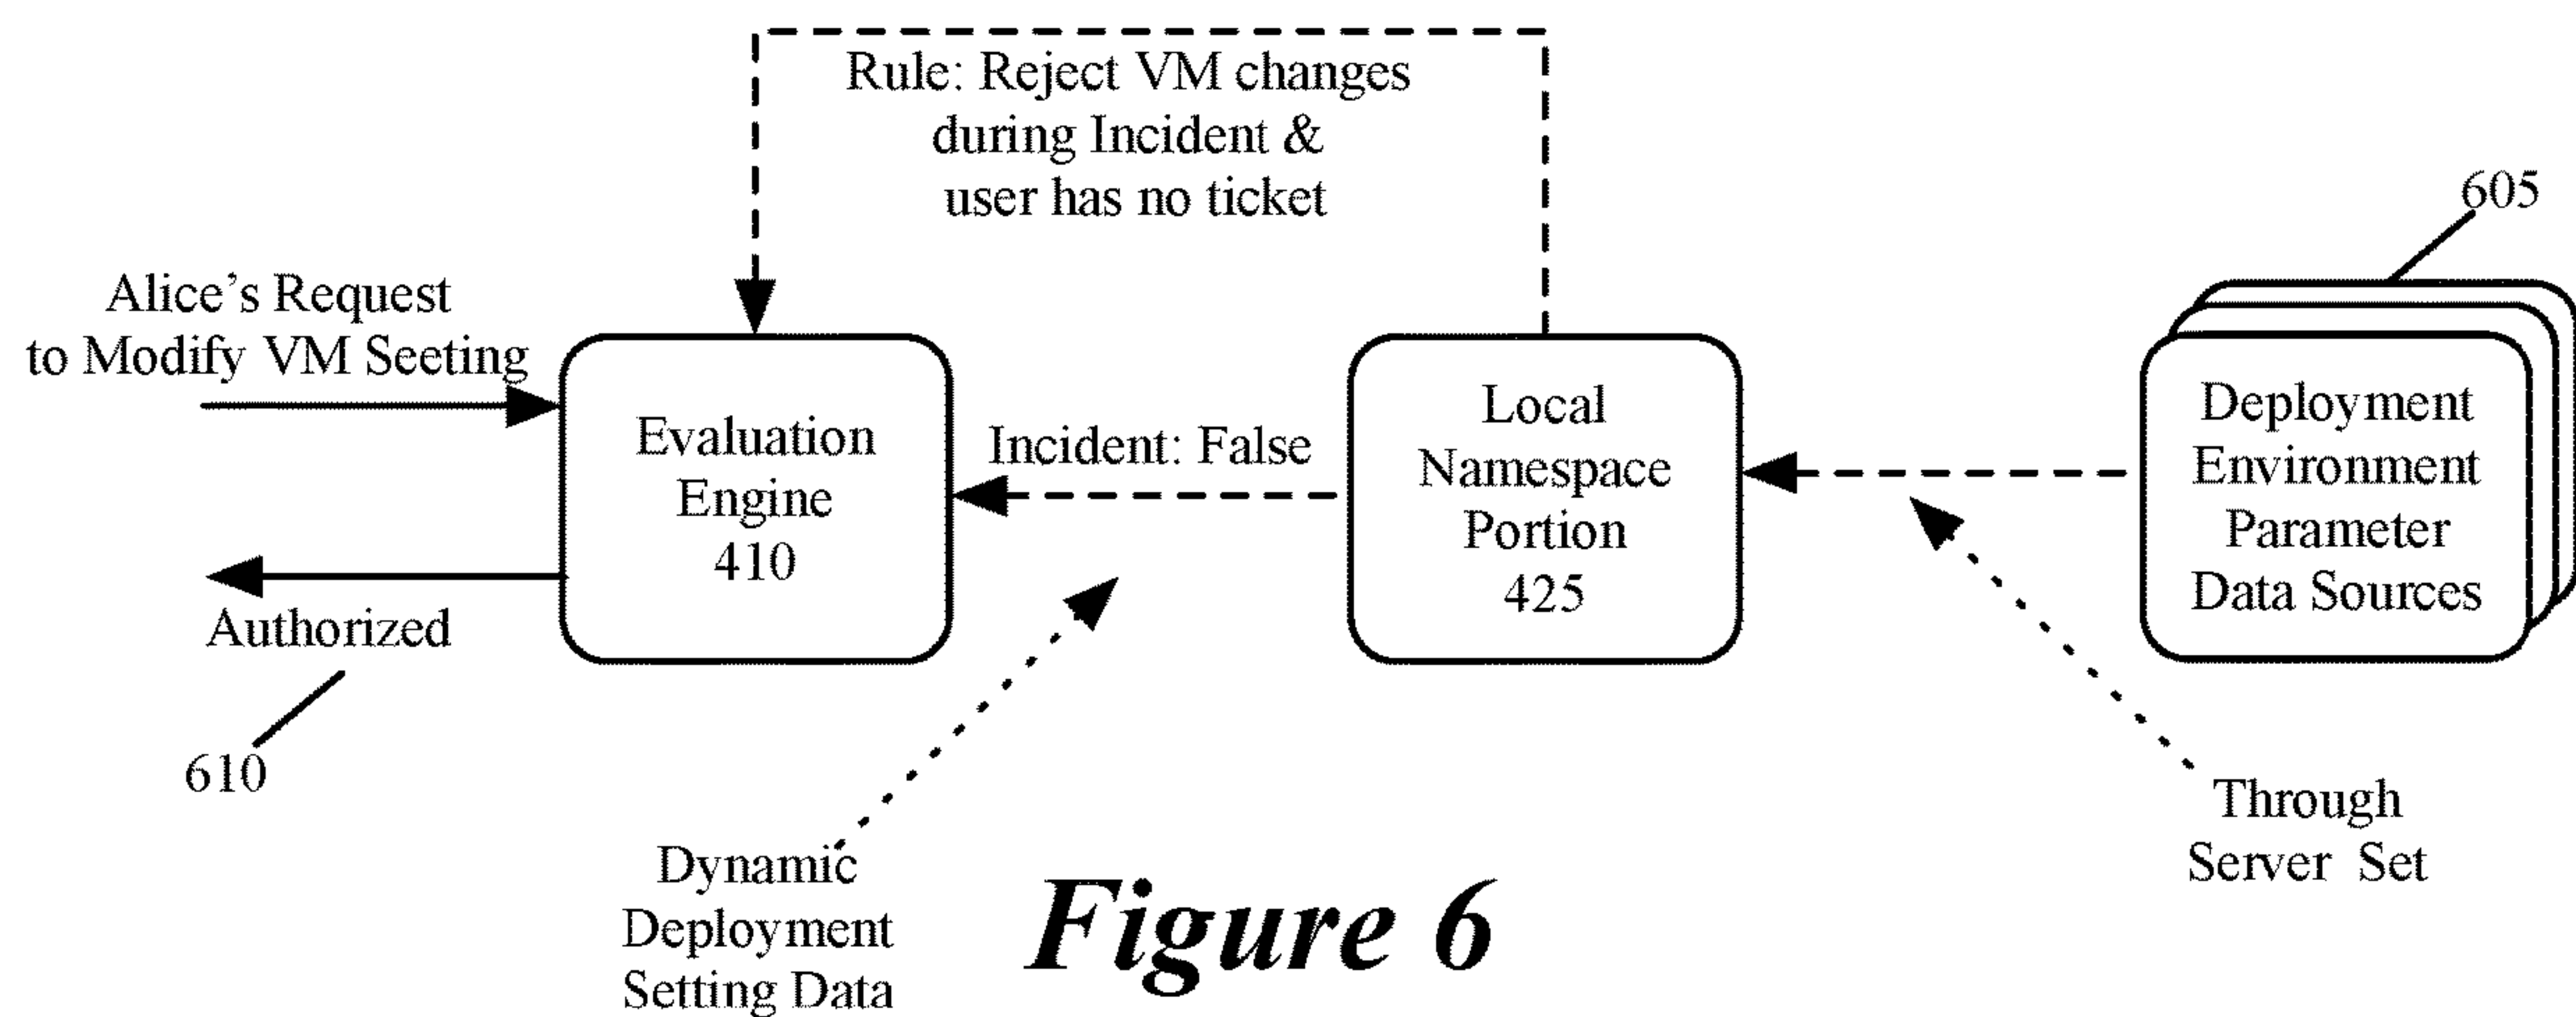 Rule: Reject VM changes
during Incident &
user has no ticket
605
Alice's Request
to Modify VM Seeting
Evaluation
Engine
410
Incident: False
Local
Namespace
Portion
425
Deployment
Environment
Parameter
Data Sources
Authorized
610
Dynamic
Deployment
Setting Data
Through
Server Set
Figure 6